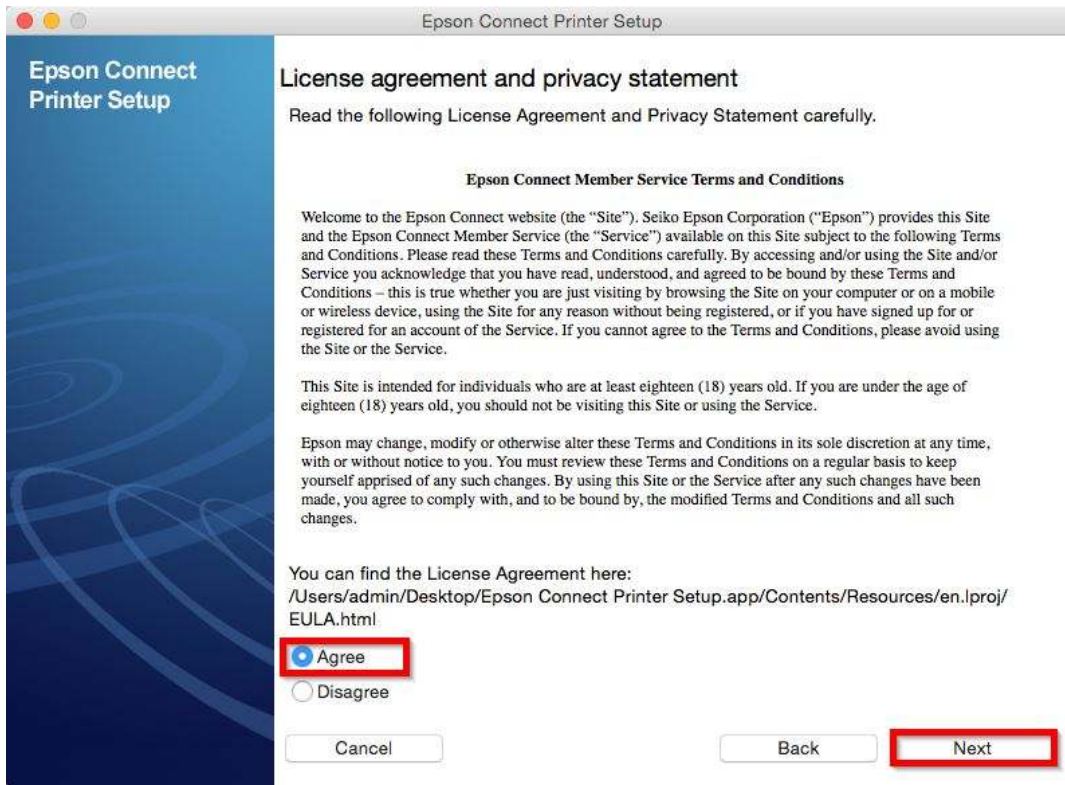 Epson Connect Printer Setup
Epson Connect
Printer Setup
License agreement and privacy statement
Read the following License Agreement and Privacy Statement carefully.
Epson Connect Member Service Terms and Conditions
Welcome to the Epson Connect website (the “Site”). Seiko Epson Corporation (“Epson”) provides this Site
and the Epson Connect Member Service (the “Service”) available on this Site subject to the following Terms
and Conditions. Please read these Terms and Conditions carefully. By accessing and/or using the Site and/or
Service you acknowledge that you have read, understood, and agreed to be bound by these Terms and
Conditions – this is true whether you are just visiting by browsing the Site on your computer or on a mobile
or wireless device, using the Site for any reason without being registered, or if you have signed up for or
registered for an account of the Service. If you cannot agree to the Terms and Conditions, please avoid using
the Site or the Service.
This Site is intended for individuals who are at least eighteen (18) years old. If you are under the age of
eighteen (18) years old, you should not be visiting this Site or using the Service.
Epson may change, modify or otherwise alter these Terms and Conditions in its sole discretion at any time,
with or without notice to you. You must review these Terms and Conditions on a regular basis to keep
yourself apprised of any such changes. By using this Site or the Service after any such changes have been
made, you agree to comply with, and to be bound by, the modified Terms and Conditions and all such
changes.
You can find the License Agreement here:
/Users/admin/Desktop/Epson Connect Printer Setup.app/Contents/Resources/en.lproj/
EULA.html
Agree
Disagree
Cancel
Back
Next